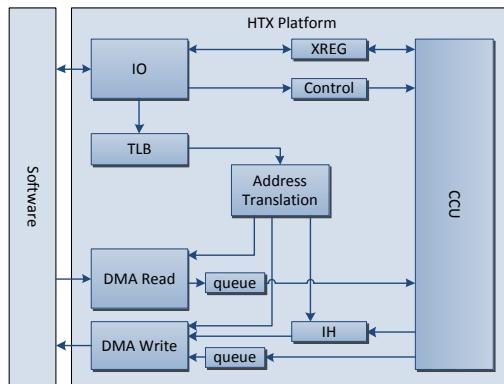 HTX Platform
IO
XREG
Control
TLB
Address
Translation
Software
CCU
DMA Read
queue
DMA Write
IH
queue